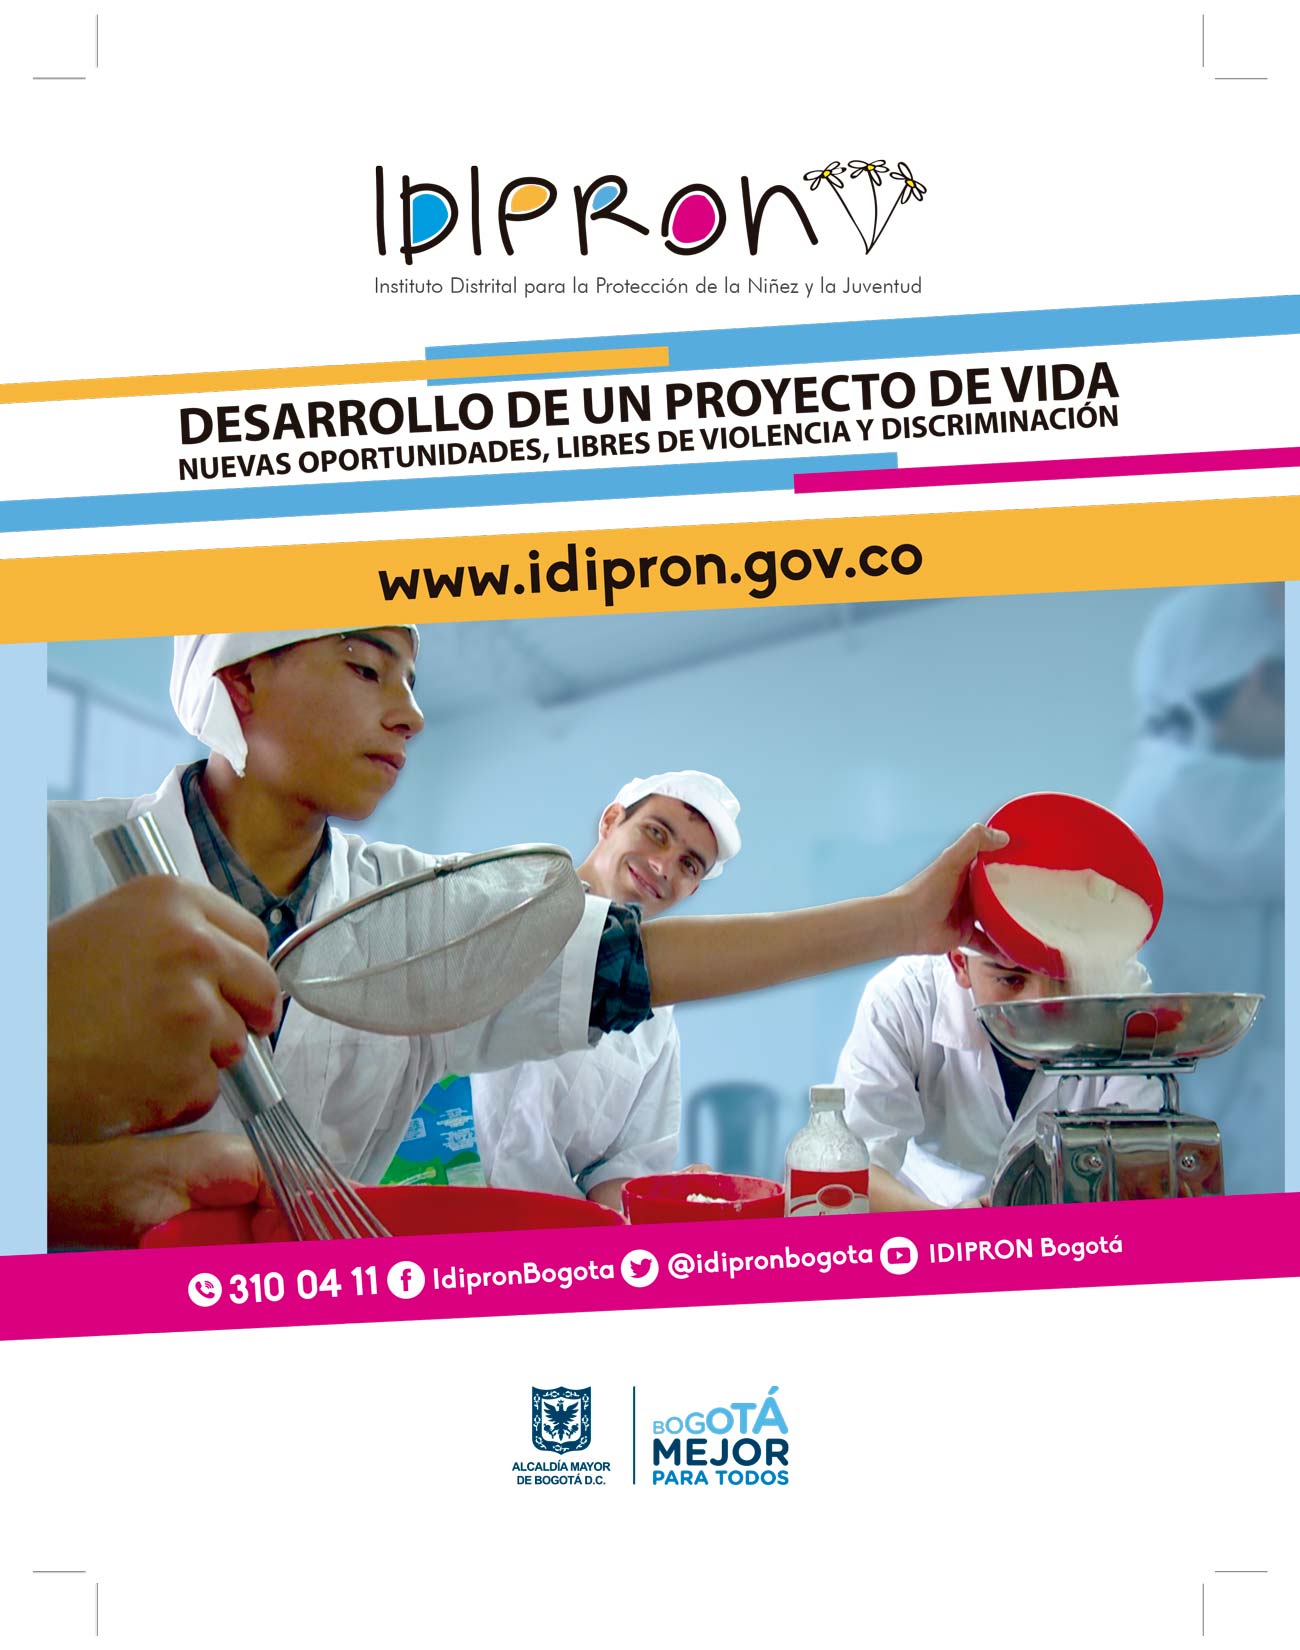 IDIPRON
Instituto Distrital para la Protección de la Niñez y la Juventud
DESARROLLO DE UN PROYECTO DE VIDA
NUEVAS OPORTUNIDADES, LIBRES DE VIOLENCIA Y DISCRIMINACIÓN
www.idipron.gov.co
310 04 11 IdipronBogota @idipronbogota IDIPRON Bogotá
ALCALDÍA MAYOR
DE BOGOTÁ D.C.
BOGOTÁ
MEJOR
PARA TODOS